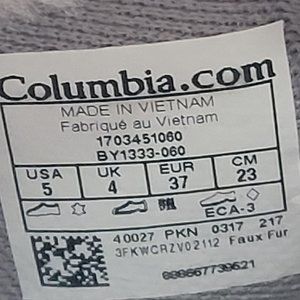 Columbia.com
MADE IN VIETNAM
Fabriqué au Vietnam
1703451060
BY1333-060
USA UK EUR CM
5 4 37 23
ECA-3
40027 PKN 0317 217
3FKWCRZV02112 Faux Fur